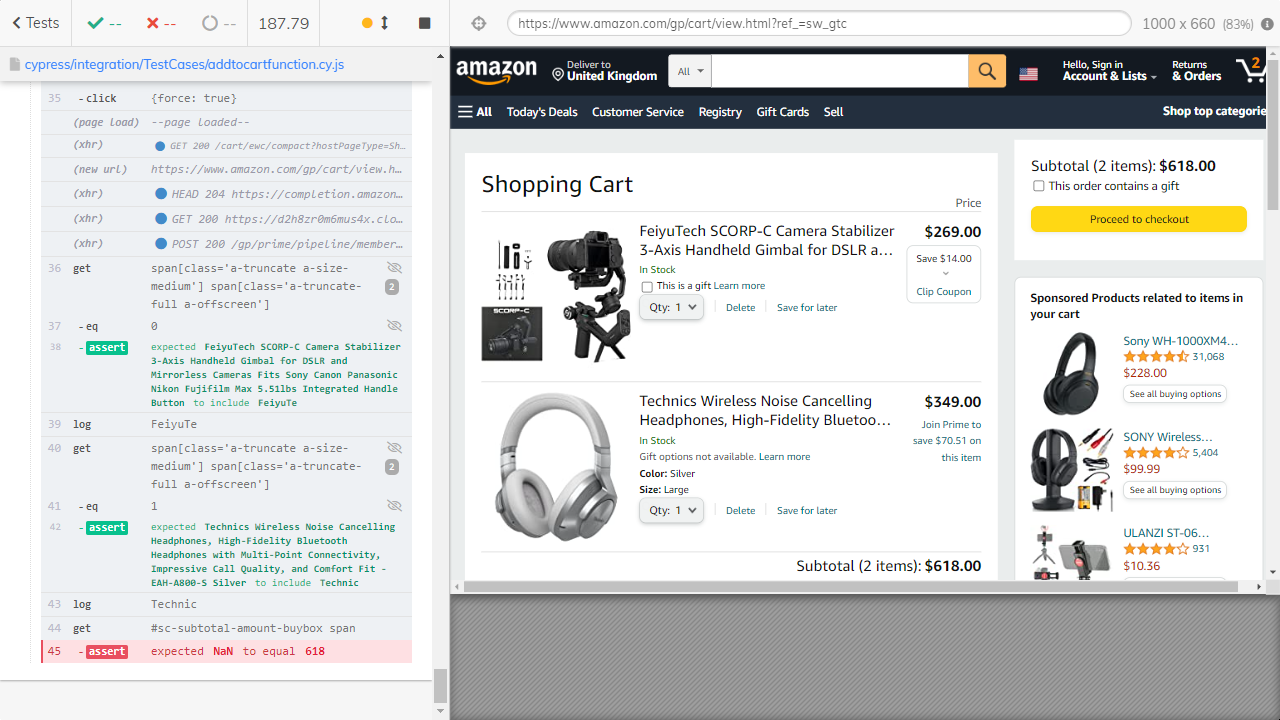 Tests
--
--
--
187.79
https://www.amazon.com/gp/cart/view.html?ref_=sw_gtc
1000 x 660 (83%)
cypress/integration/TestCases/addtocartfunction.cy.js
35 - click {force: true}
(page load) --page loaded--
(xhr) GET 200 /cart/ewc/compact?hostPageType=Sh...
(new url) https://www.amazon.com/gp/cart/view.h...
(xhr) HEAD 204 https://completion.amazon...
(xhr) GET 200 https://d2h8zr0m6mus4x.clo...
(xhr) POST 200 /gp/prime/pipeline/member...
36 get span[class='a-truncate a-size-
medium'] span[class='a-truncate-
full a-offscreen']
2
37 - eq 0
38 - assert expected FeiyuTech SCORP-C Camera Stabilizer
3-Axis Handheld Gimbal for DSLR and
Mirrorless Cameras Fits Sony Canon Panasonic
Nikon Fujifilm Max 5.51lbs Integrated Handle
Button to include FeiyuTe
39 log FeiyuTe
40 get span[class='a-truncate a-size-
medium'] span[class='a-truncate-
full a-offscreen']
2
41 - eq 1
42 - assert expected Technics Wireless Noise Cancelling
Headphones, High-Fidelity Bluetooth
Headphones with Multi-Point Connectivity,
Impressive Call Quality, and Comfort Fit -
EAH-A800-S Silver to include Technic
43 log Technic
44 get #sc-subtotal-amount-buybox span
45 - assert expected NaN to equal 618
amazon
Deliver to
United Kingdom
All
Hello, Sign in
Account & Lists
Returns
& Orders
2
All Today's Deals Customer Service Registry Gift Cards Sell
Shop top categorie
Shopping Cart
Price
FeiyuTech SCORP-C Camera Stabilizer
3-Axis Handheld Gimbal for DSLR a...
In Stock
This is a gift Learn more
Qty: 1 Delete Save for later
$269.00
Save $14.00
Clip Coupon
SCORP-C
Technics Wireless Noise Cancelling
Headphones, High-Fidelity Bluetoo...
In Stock
Gift options not available. Learn more
Color: Silver
Size: Large
Qty: 1 Delete Save for later
$349.00
Join Prime to
save $70.51 on
this item
Subtotal (2 items): $618.00
Subtotal (2 items): $618.00
This order contains a gift
Proceed to checkout
Sponsored Products related to items in
your cart
Sony WH-1000XM4...
31,068
$228.00
See all buying options
SONY Wireless...
5,404
$99.99
See all buying options
ULANZI ST-06...
931
$10.36